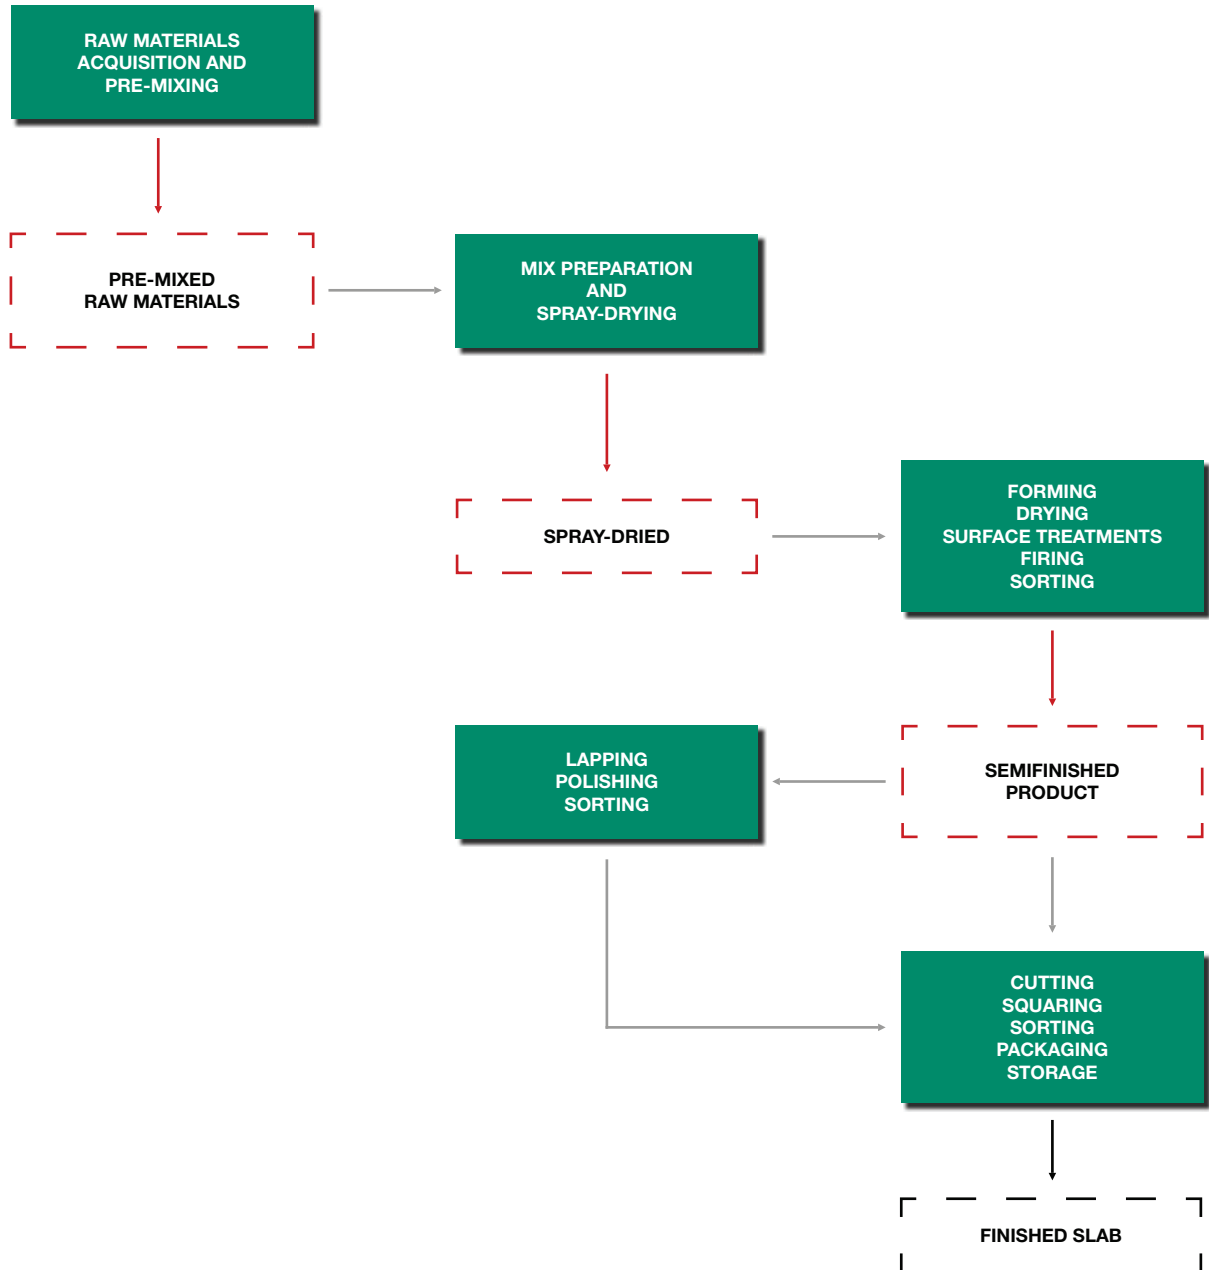 RAW MATERIALS
ACQUISITION AND
PRE-MIXING
PRE-MIXED
RAW MATERIALS
MIX PREPARATION
AND
SPRAY-DRYING
SPRAY-DRIED
FORMING
DRYING
SURFACE TREATMENTS
FIRING
SORTING
LAPPING
POLISHING
SORTING
SEMIFINISHED
PRODUCT
CUTTING
SQUARING
SORTING
PACKAGING
STORAGE
FINISHED SLAB